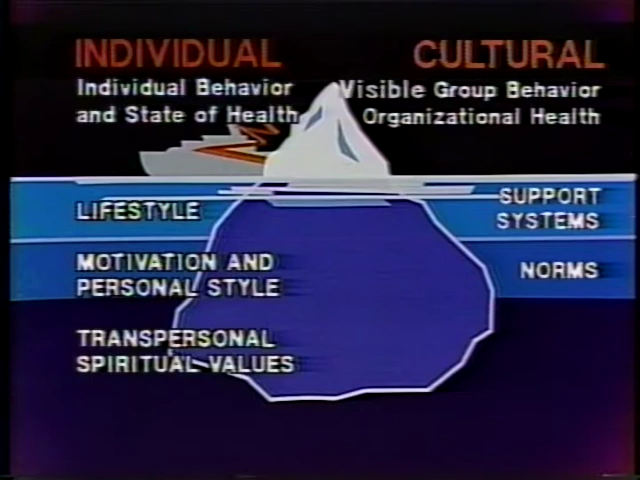 INDIVIDUAL
Individual Behavior
and State of Health
LIFESTYLE
MOTIVATION AND
PERSONAL STYLE
TRANSPERSONAL
SPIRITUAL VALUES
CULTURAL
Visible Group Behavior
Organizational Health
SUPPORT
SYSTEMS
NORMS